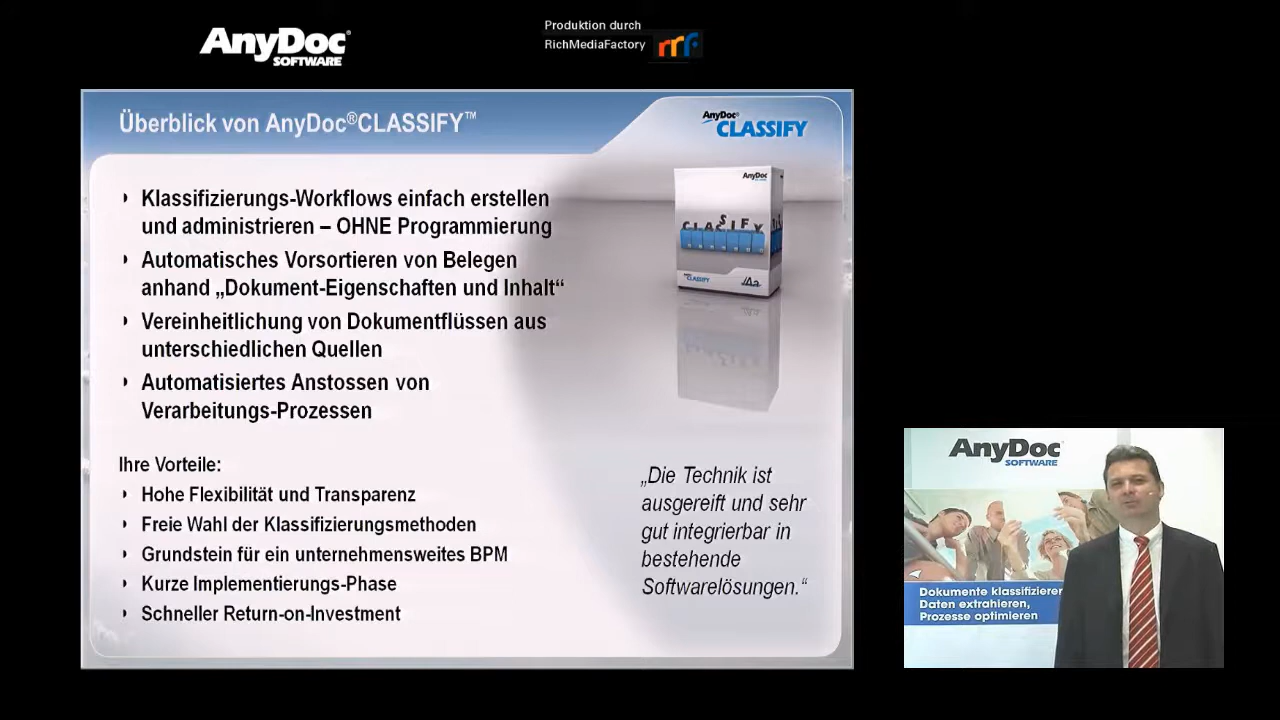 AnyDoc®
SOFTWARE
Produktion durch
RichMediaFactory
rrf
Überblick von AnyDoc®CLASSIFY™
AnyDoc®
CLASSIFY
Klassifizierungs-Workflows einfach erstellen
und administrieren – OHNE Programmierung
Automatisches Vorsortieren von Belegen
anhand „Dokument-Eigenschaften und Inhalt“
Vereinheitlichung von Dokumentflüssen aus
unterschiedlichen Quellen
Automatisiertes Anstossen von
Verarbeitungs-Prozessen
AnyDoc
CLASSIFY
CLASSIFY
Ihre Vorteile:
Hohe Flexibilität und Transparenz
Freie Wahl der Klassifizierungsmethoden
Grundstein für ein unternehmensweites BPM
Kurze Implementierungs-Phase
Schneller Return-on-Investment
„Die Technik ist
ausgereift und sehr
gut integrierbar in
bestehende
Softwarelösungen.“
AnyDoc
SOFTWARE
Dokumente klassifizieren
Daten extrahieren,
Prozesse optimieren